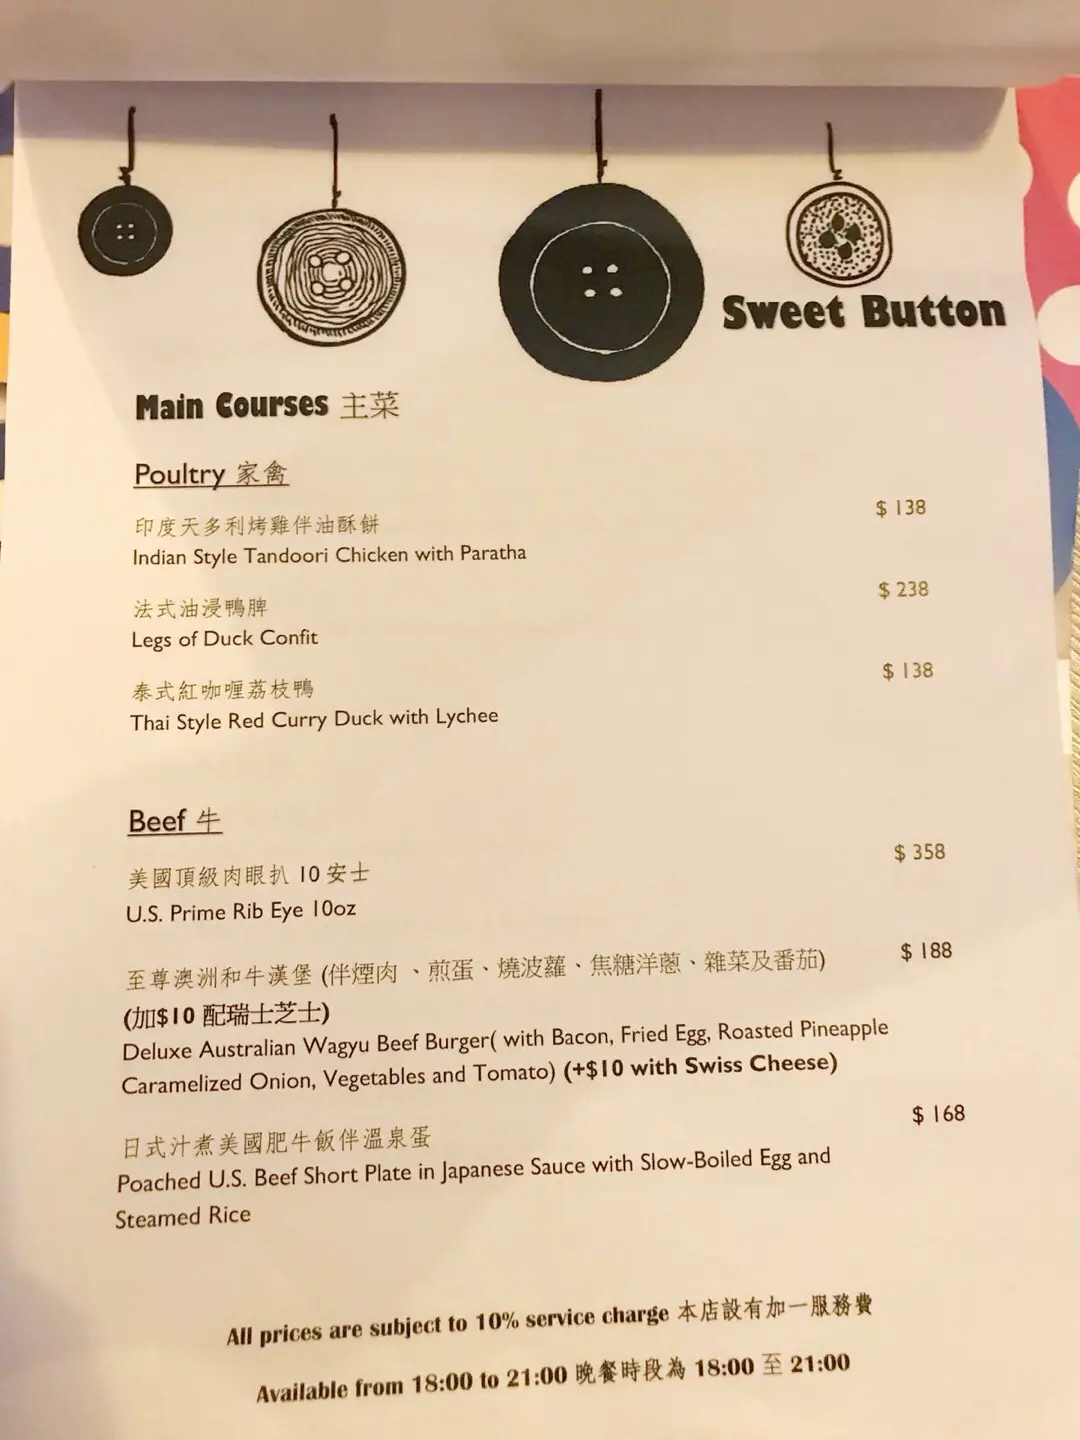 Sweet Button
Main Courses 主菜
Poultry 家禽
印度天多利烤雞伴油酥餅 $ 138
Indian Style Tandoori Chicken with Paratha
法式油浸鴨脾 $ 238
Legs of Duck Confit
泰式紅咖喱荔枝鴨 $ 138
Thai Style Red Curry Duck with Lychee
Beef 牛
美國頂級肉眼扒 10 安士 $ 358
U.S. Prime Rib Eye 10oz
至尊澳洲和牛漢堡 (伴煙肉 、煎蛋、燒波蘿、焦糖洋蔥、雜菜及番茄) $ 188
(加$10 配瑞士芝士)
Deluxe Australian Wagyu Beef Burger( with Bacon, Fried Egg, Roasted Pineapple
Caramelized Onion, Vegetables and Tomato) (+$10 with Swiss Cheese)
日式汁煮美國肥牛飯伴溫泉蛋 $ 168
Poached U.S. Beef Short Plate in Japanese Sauce with Slow-Boiled Egg and
Steamed Rice
All prices are subject to 10% service charge 本店設有加一服務費
Available from 18:00 to 21:00 晚餐時段為 18:00 至 21:00